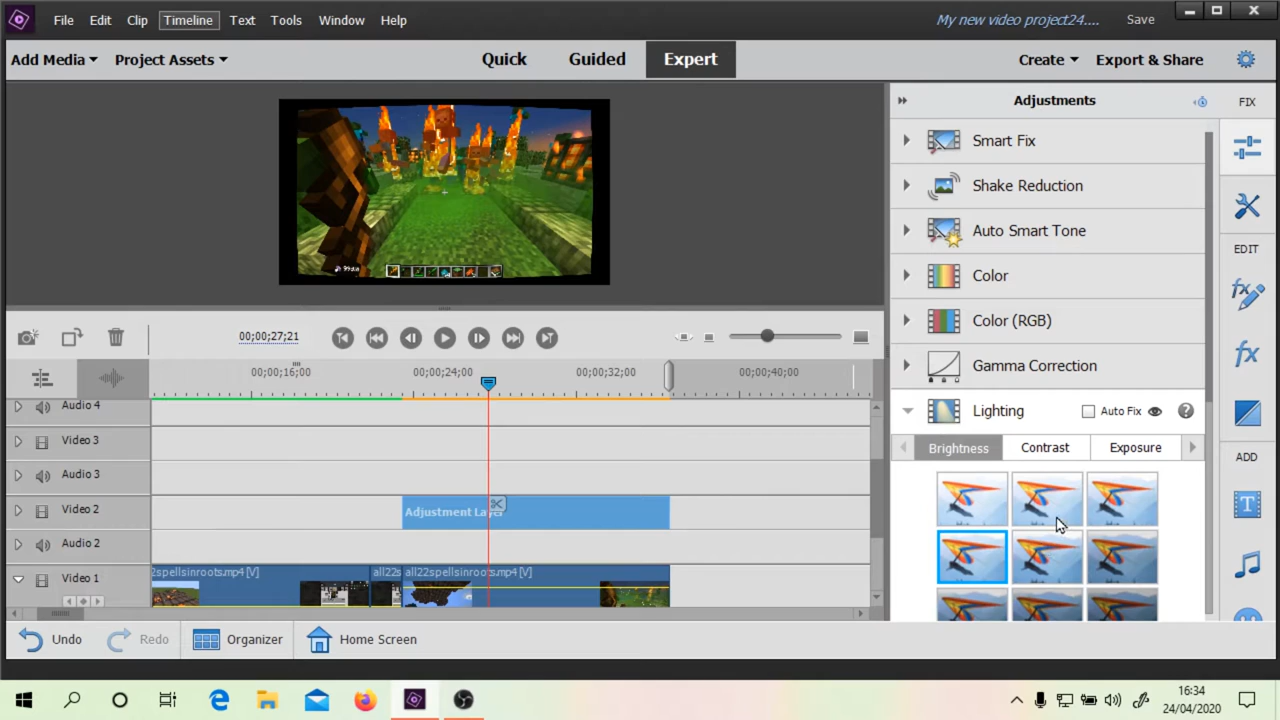 File Edit Clip Timeline Text Tools Window Help My new video project24.... Save
Add Media Project Assets Quick Guided Expert Create Export & Share
Adjustments FIX
Smart Fix
Shake Reduction
Auto Smart Tone
EDIT
Color
Color (RGB)
00;00;27;21
Gamma Correction
00;00;16;00 00;00;24;00 00;00;32;00 00;00;40;00
Audio 4
Lighting Auto Fix
Video 3
Brightness Contrast Exposure
ADD
Audio 3
Video 2
Adjustment Layer
Audio 2
Video 1
2spellsinroots.mp4 [V] all22s all22spellsinroots.mp4 [V]
Undo Redo Organizer Home Screen
16:34
24/04/2020